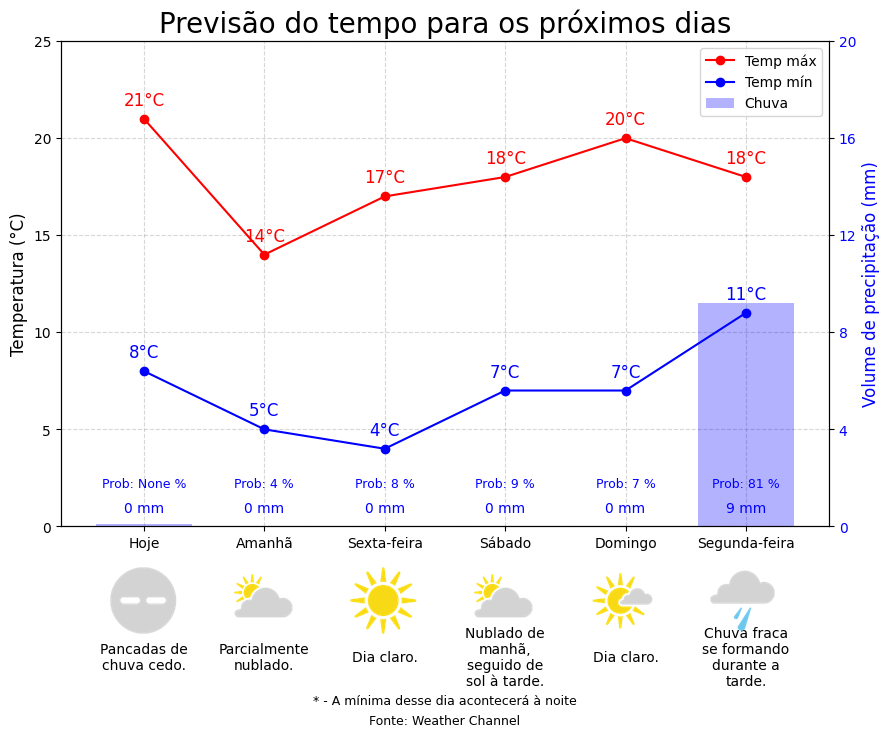 Previsão do tempo para os próximos dias
25
20
15
10
5
0
Temperatura (°C)
20
16
12
8
4
0
Volume de precipitação (mm)
Temp máx
Temp mín
Chuva
21°C
14°C
17°C
18°C
20°C
18°C
8°C
5°C
4°C
7°C
7°C
11°C
Prob: None %
Prob: 4 %
Prob: 8 %
Prob: 9 %
Prob: 7 %
Prob: 81 %
0 mm
0 mm
0 mm
0 mm
0 mm
9 mm
Hoje
Amanhã
Sexta-feira
Sábado
Domingo
Segunda-feira
Pancadas de
chuva cedo.
Parcialmente
nublado.
Dia claro.
Nublado de
manhã,
seguido de
sol à tarde.
Dia claro.
Chuva fraca
se formando
durante a
tarde.
* - A mínima desse dia acontecerá à noite
Fonte: Weather Channel